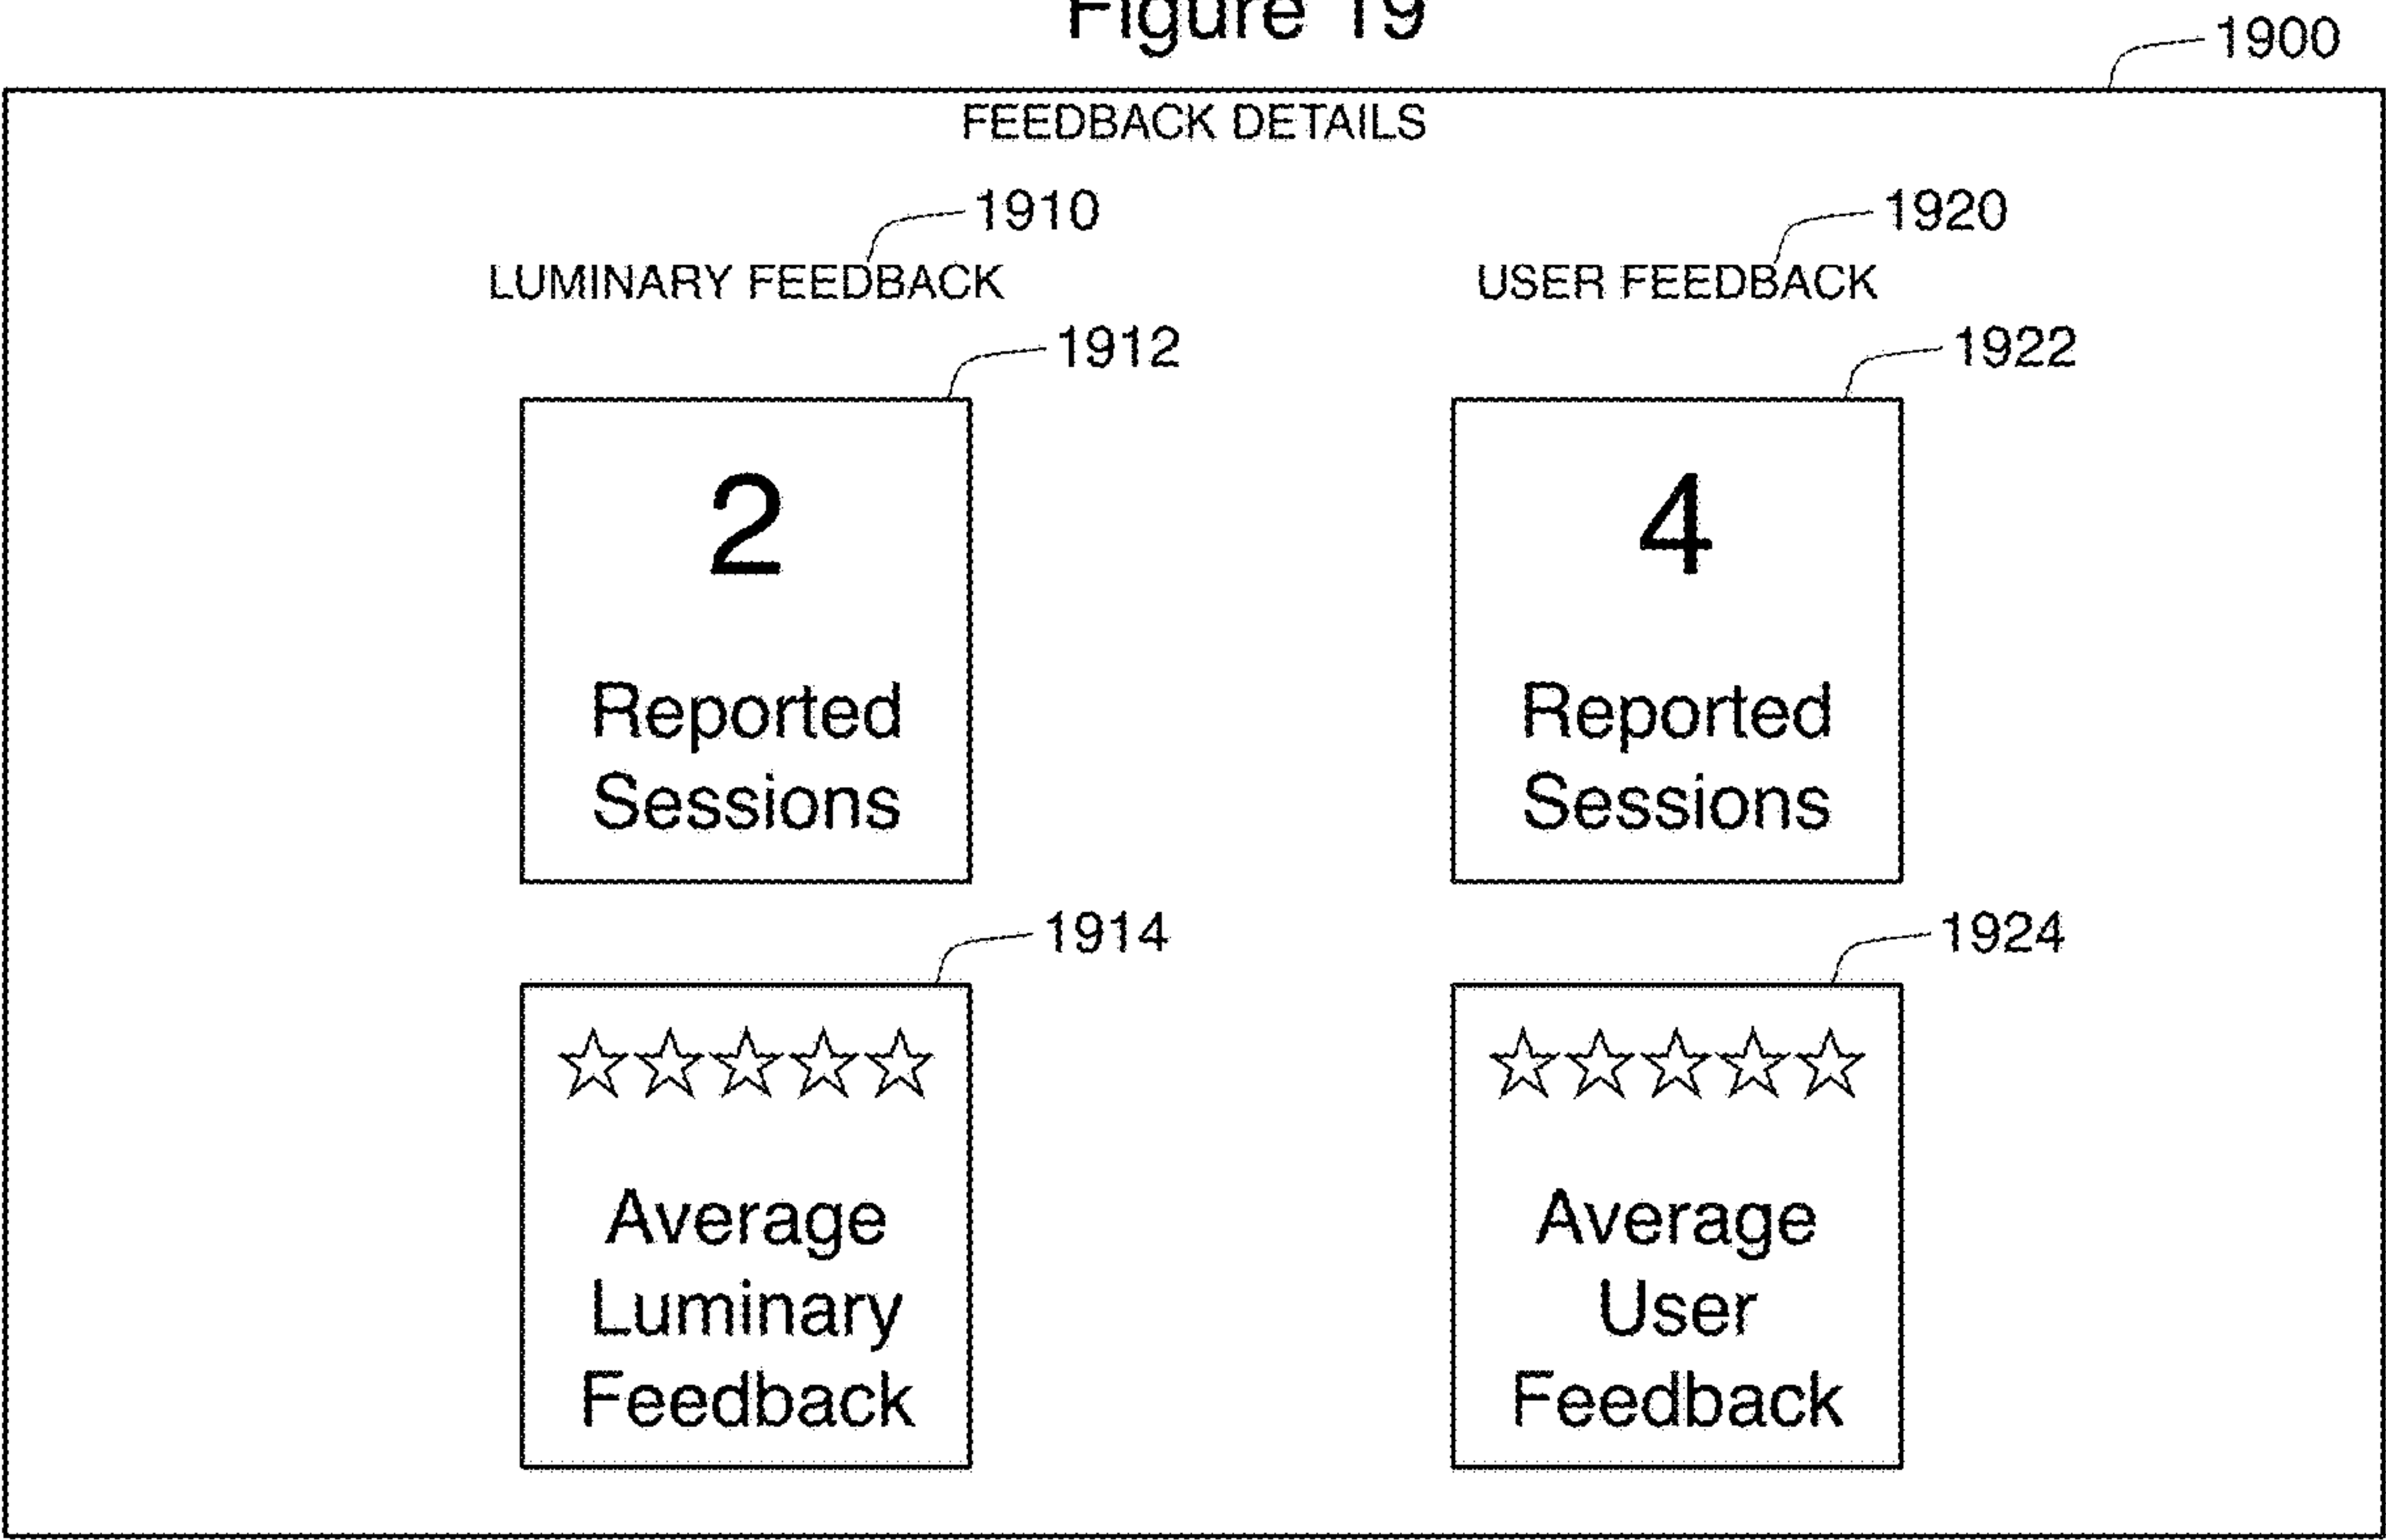 Figure 19
1900
FEEDBACK DETAILS
1910
1920
LUMINARY FEEDBACK
USER FEEDBACK
1912
1922
2
4
Reported
Sessions
Reported
Sessions
1914
1924
☆☆☆☆☆
☆☆☆☆☆
Average
Luminary
Feedback
Average
User
Feedback